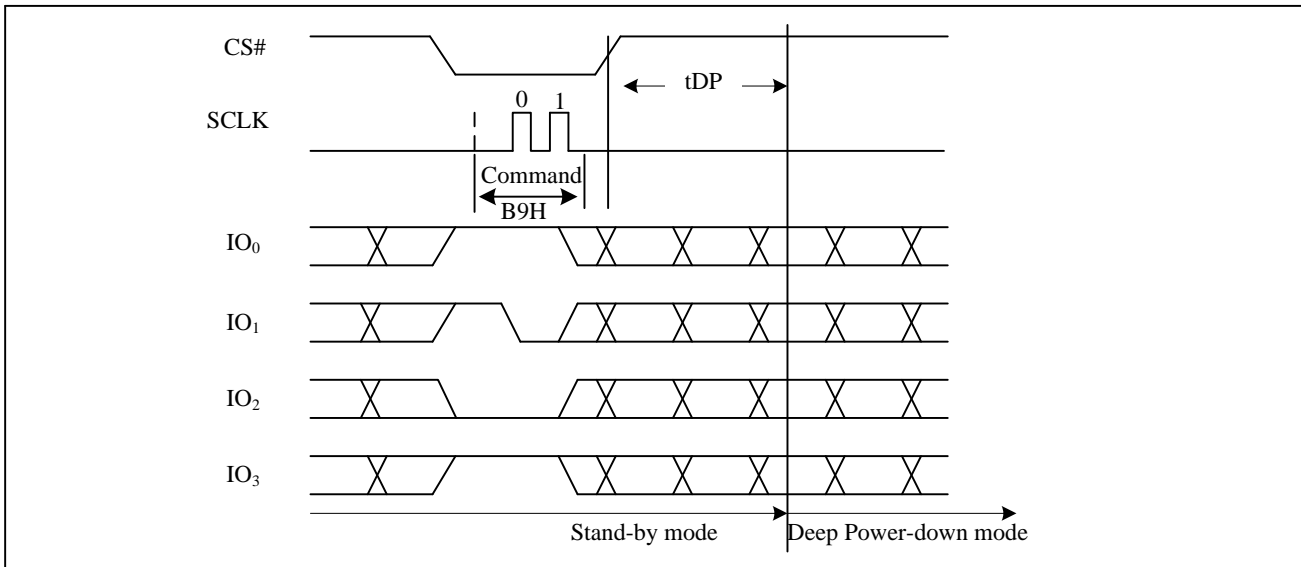 CS#
tDP
0 1
SCLK
Command
B9H
IO0
IO1
IO2
IO3
Stand-by mode Deep Power-down mode